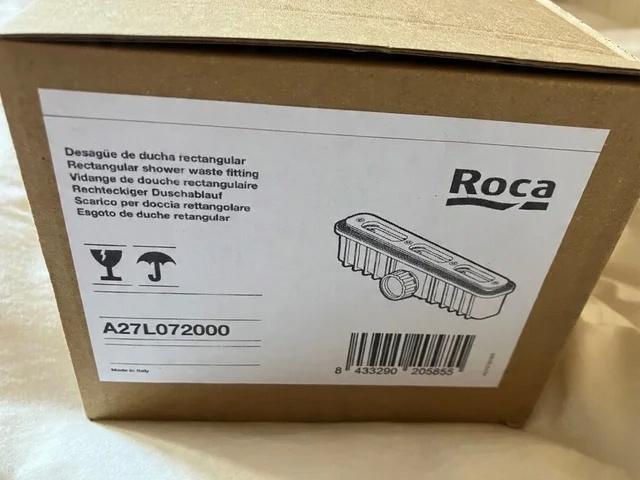 Desagüe de ducha rectangular
Rectangular shower waste fitting
Vidange de douche rectangulaire
Rechteckiger Duschablauf
Scarico per doccia rettangolare
Esgoto de duche retangular
Roca
A27L072000
Made in Italy
8 433290 205855